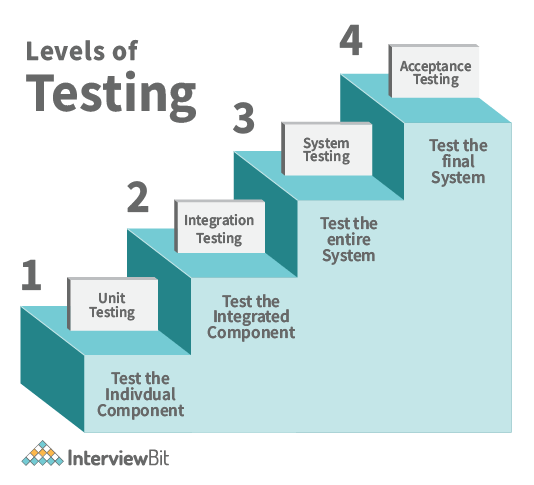 Levels of
Testing
4
Acceptance
Testing
3
System
Testing
Test the
final
System
2
Integration
Testing
Test the
entire
System
1
Unit
Testing
Test the
Integrated
Component
Test the
Indivdual
Component
InterviewBit